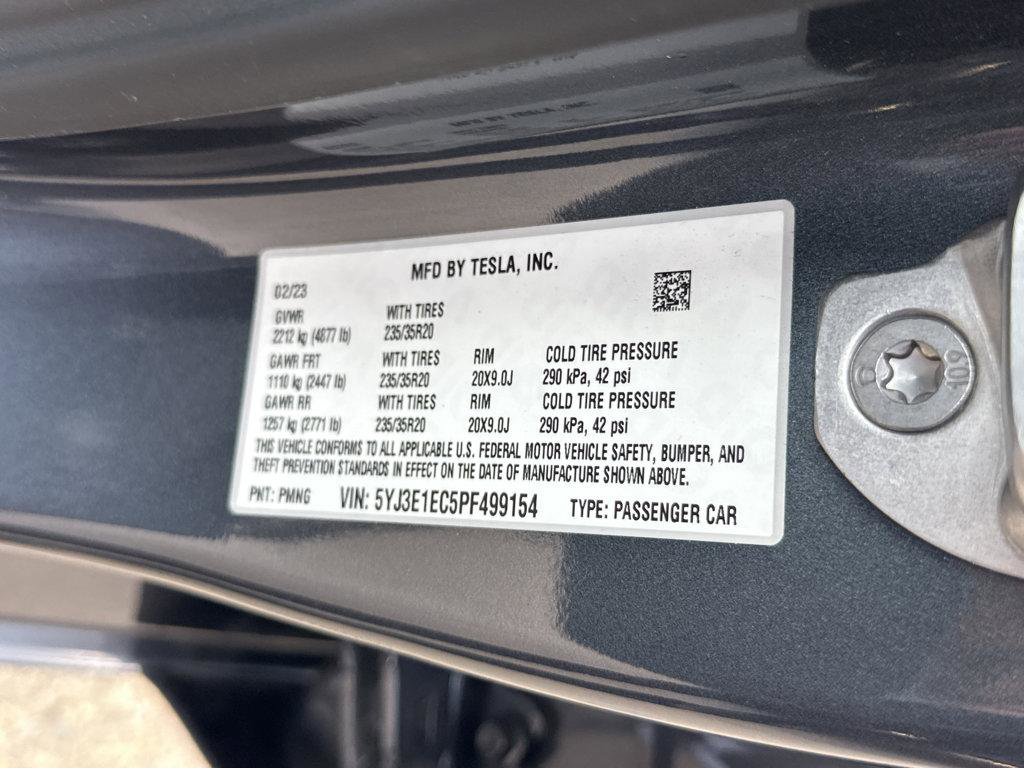 MFD BY TESLA, INC.
02/23
GVWR WITH TIRES
2212 kg (4877 lb) 235/35R20
GAWR FRT WITH TIRES RIM COLD TIRE PRESSURE
1110 kg (2447 lb) 235/35R20 20X9.0J 290 kPa, 42 psi
GAWR RR WITH TIRES RIM COLD TIRE PRESSURE
1257 kg (2771 lb) 235/35R20 20X9.0J 290 kPa, 42 psi
THIS VEHICLE CONFORMS TO ALL APPLICABLE U.S. FEDERAL MOTOR VEHICLE SAFETY, BUMPER, AND
THEFT PREVENTION STANDARDS IN EFFECT ON THE DATE OF MANUFACTURE SHOWN ABOVE.
PNT: PMNG VIN: 5YJ3E1EC5PF499154 TYPE: PASSENGER CAR
109